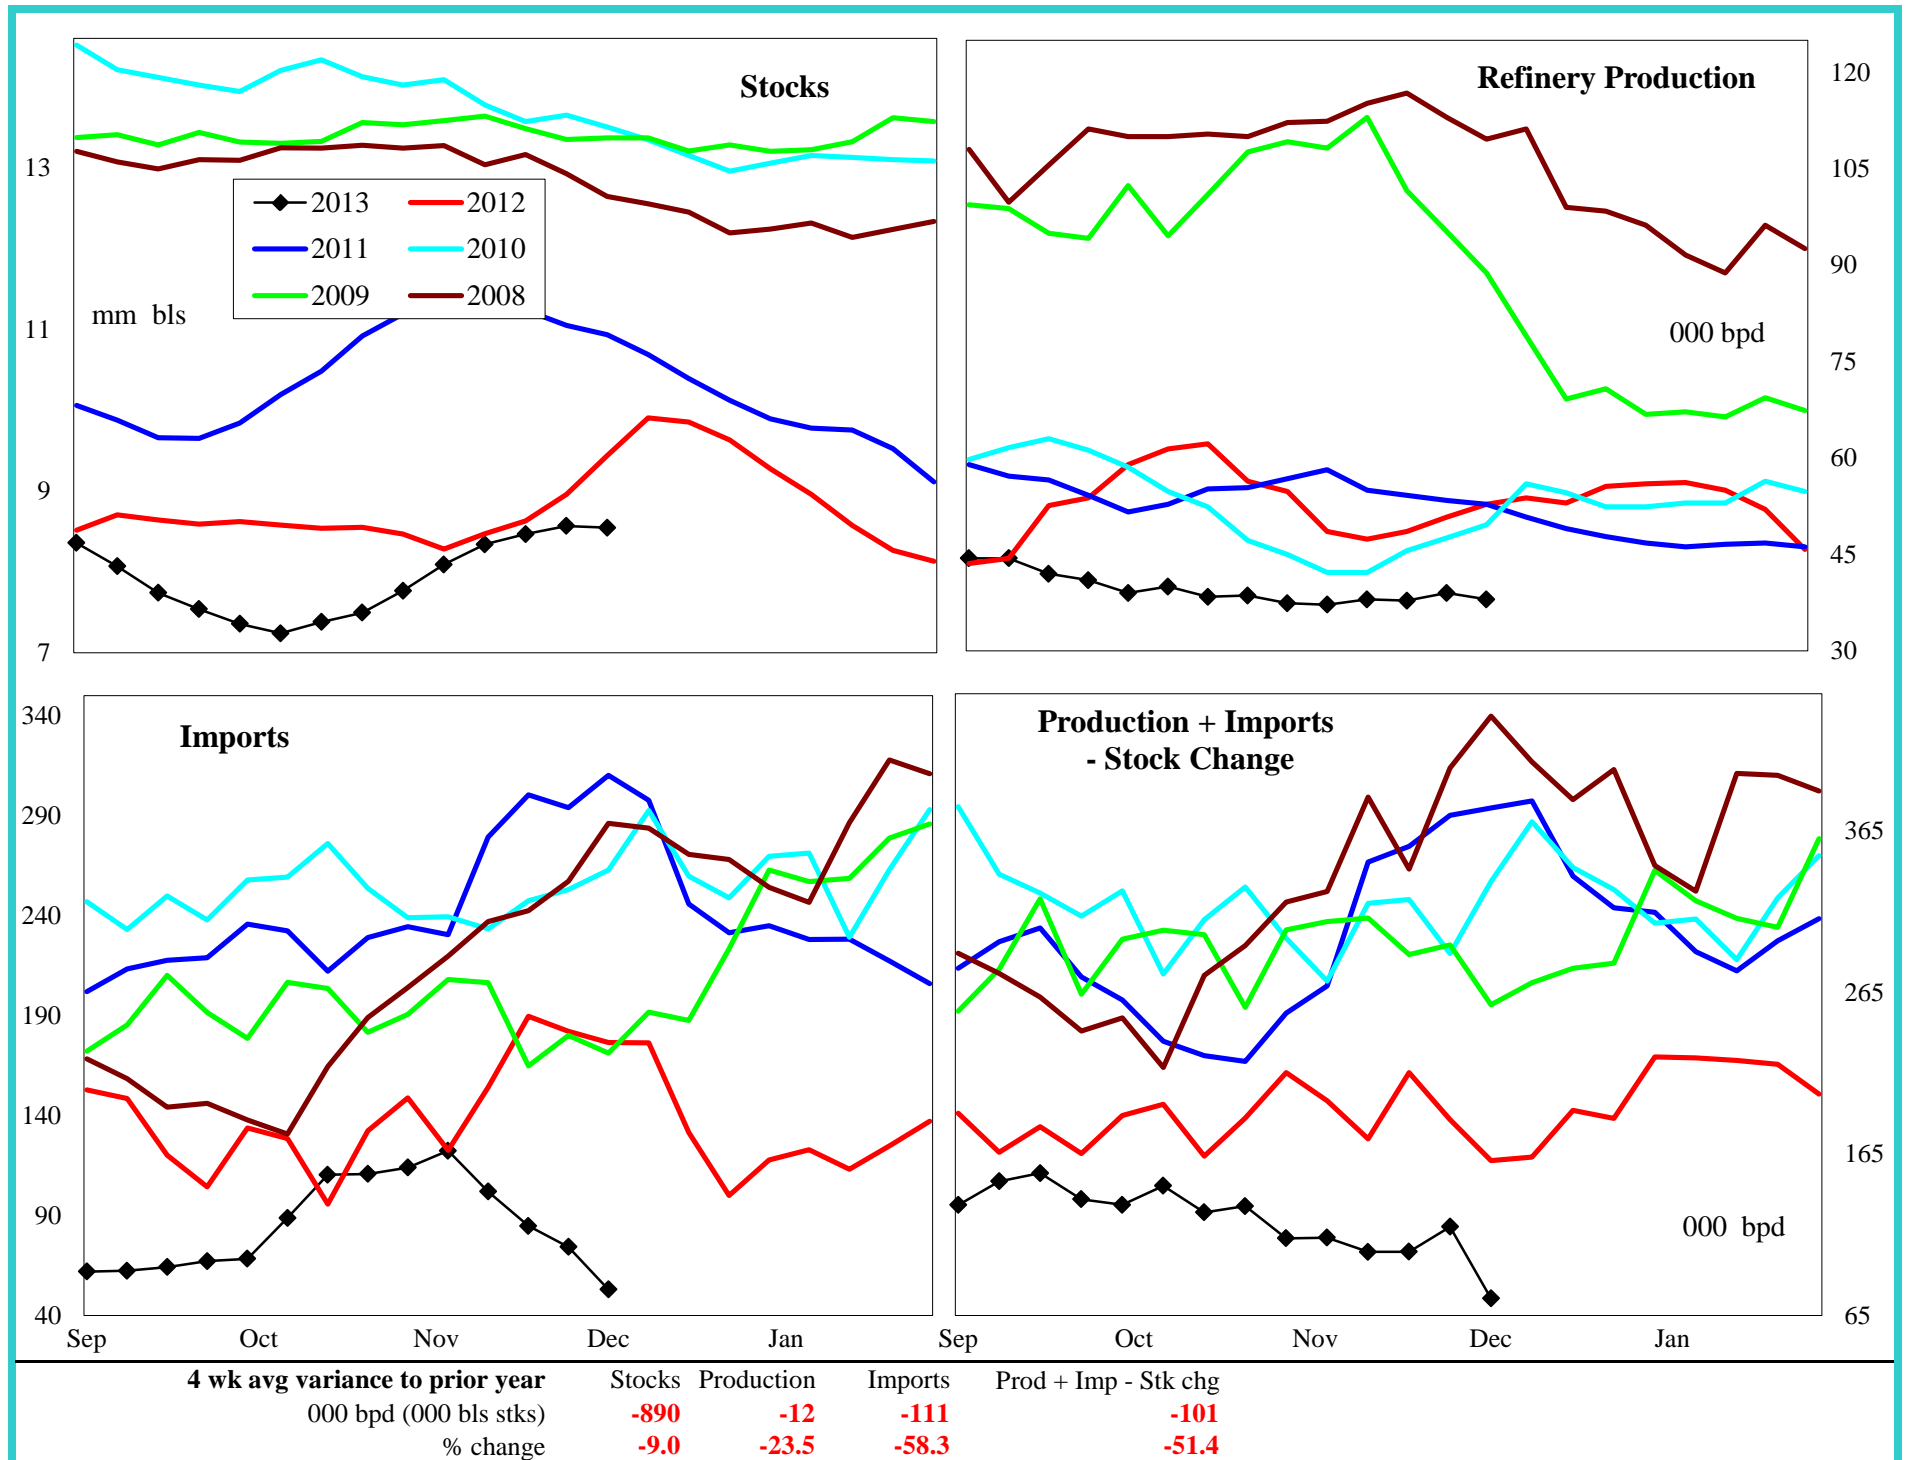 Stocks
13
11
9
7
mm bls
2013 2012
2011 2010
2009 2008
Refinery Production
120
105
90
75
60
45
30
000 bpd
Imports
340
290
240
190
140
90
40
Sep Oct Nov Dec Jan
Production + Imports
- Stock Change
365
265
165
65
000 bpd
Sep Oct Nov Dec Jan
4 wk avg variance to prior year Stocks Production Imports Prod + Imp - Stk chg
000 bpd (000 bls stks) -890 -12 -111 -101
% change -9.0 -23.5 -58.3 -51.4